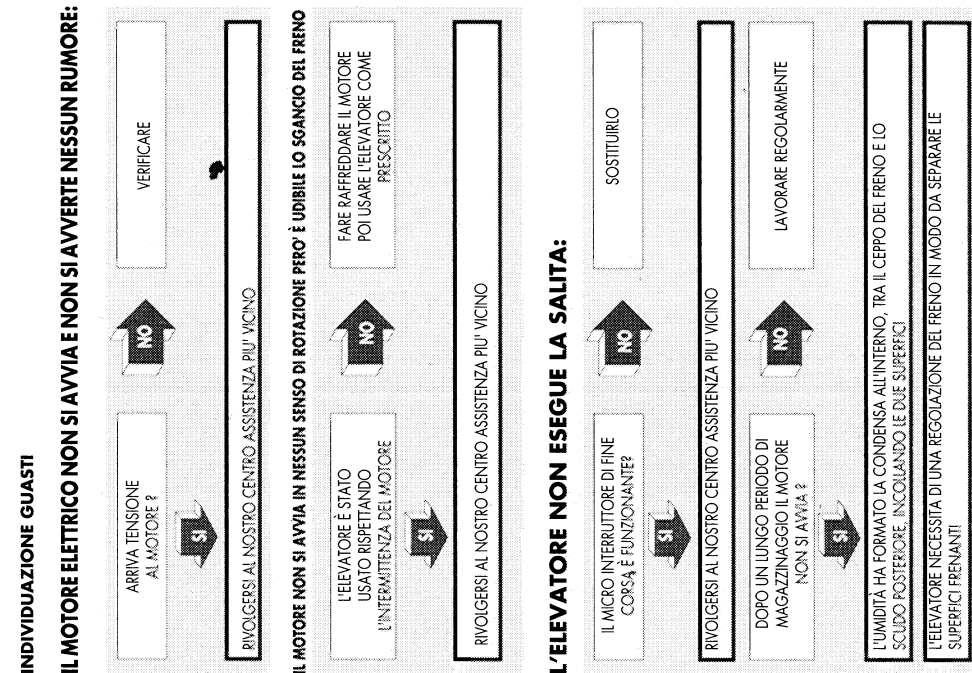 INDIVIDUAZIONE GUASTI
IL MOTORE ELETTRICO NON SI AVVIA E NON SI AVVERTE NESSUN RUMORE:
ARRIVA TENSIONE
AL MOTORE ?
NO
VERIFICARE
SI
RIVOLGERSI AL NOSTRO CENTRO ASSISTENZA PIU' VICINO
IL MOTORE NON SI AVVIA IN NESSUN SENSO DI ROTAZIONE PERO' È UDIBILE LO SGANCIO DEL FRENO
L'ELEVATORE È STATO
USATO RISPETTANDO
L'INTERMITTENZA DEL MOTORE
NO
FARE RAFFREDDARE IL MOTORE
POI USARE L'ELEVATORE COME
PRESCRITTO
SI
RIVOLGERSI AL NOSTRO CENTRO ASSISTENZA PIU' VICINO
L'ELEVATORE NON ESEGUE LA SALITA:
IL MICRO INTERRUTTORE DI FINE
CORSA È FUNZIONANTE?
NO
SOSTITUIRLO
SI
RIVOLGERSI AL NOSTRO CENTRO ASSISTENZA PIU' VICINO
DOPO UN LUNGO PERIODO DI
MAGAZZINAGGIO IL MOTORE
NON SI AVVIA ?
NO
LAVORARE REGOLARMENTE
SI
L'UMIDITÀ HA FORMATO LA CONDENSA ALL'INTERNO, TRA IL CEPPO DEL FRENO E LO
SCUDO POSTERIORE, INCOLLANDO LE DUE SUPERFICI
L'ELEVATORE NECESSITA DI UNA REGOLAZIONE DEL FRENO IN MODO DA SEPARARE LE
SUPERFICI FRENANTI